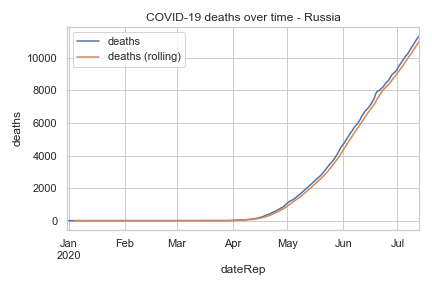 COVID-19 deaths over time - Russia
deaths
deaths (rolling)
deaths
10000
8000
6000
4000
2000
0
Jan Feb Mar Apr May Jun Jul
2020
dateRep